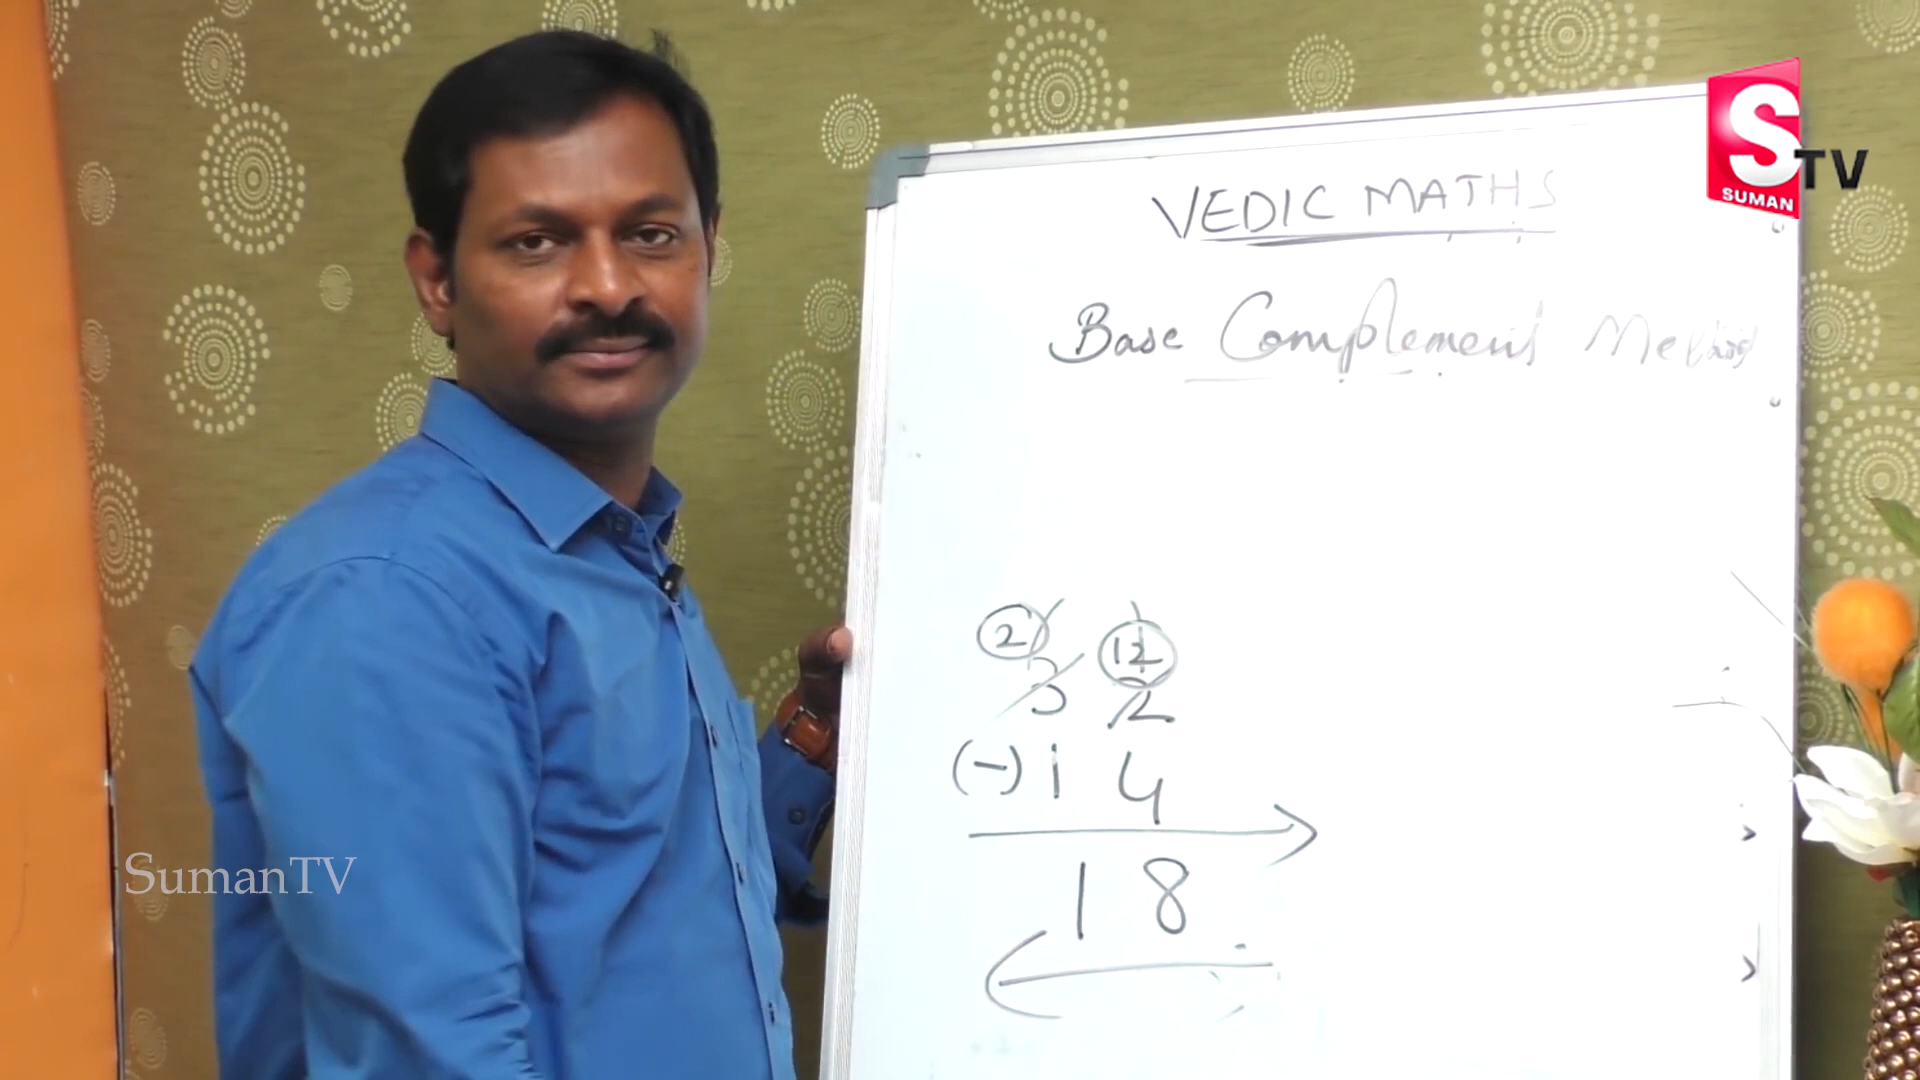 S TV
SUMAN
VEDIC MATHS
Base Complement Method
2 12
3 2
(-) 1 4
1 8
SumanTV